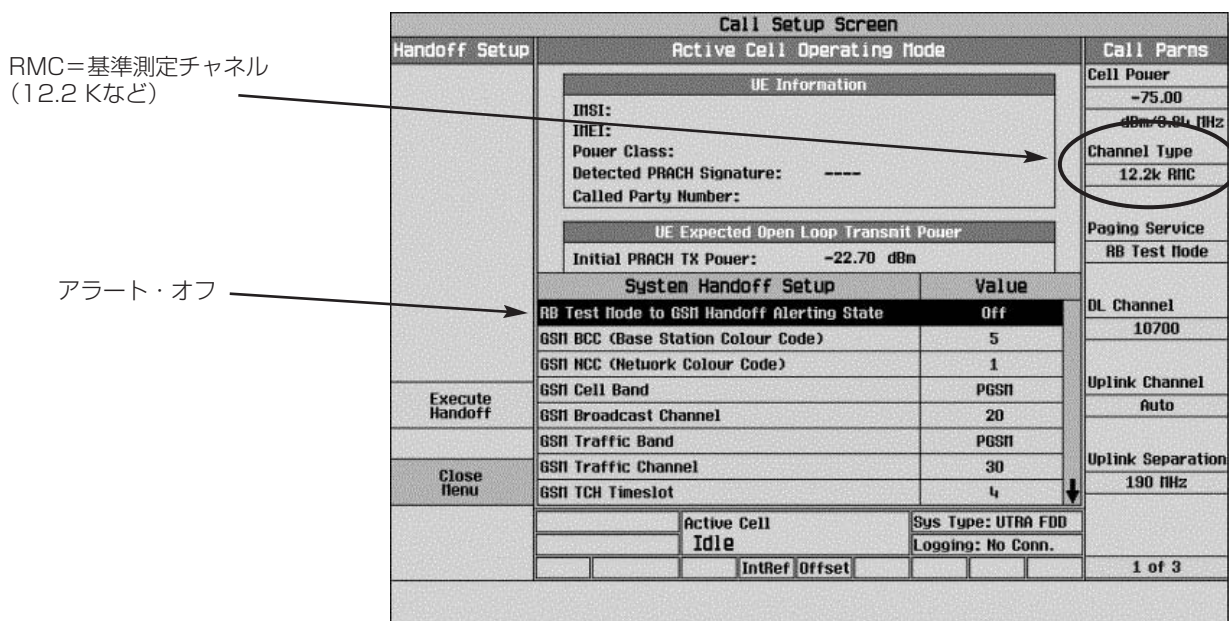 RMC＝基準測定チャネル
(12.2 Kなど)
アラート・オフ
Call Setup Screen
Handoff Setup
Execute
Handoff
Close
Menu
Active Cell Operating Mode
UE Information
IMSI:
IMEI:
Power Class:
Detected PRACH Signature: ----
Called Party Number:
UE Expected Open Loop Transmit Power
Initial PRACH TX Power: -22.70 dBm
System Handoff Setup Value
RB Test Mode to GSM Handoff Alerting State Off
GSM BCC (Base Station Colour Code) 5
GSM NCC (Network Colour Code) 1
GSM Cell Band PGSM
GSM Broadcast Channel 20
GSM Traffic Band PGSM
GSM Traffic Channel 30
GSM TCH Timeslot 4
Active Cell
Idle
Sys Type: UTRA FDD
Logging: No Conn.
IntRef Offset
Call Parms
Cell Power
-75.00
dBm/3.84 MHz
Channel Type
12.2k RMC
Paging Service
RB Test Mode
DL Channel
10700
Uplink Channel
Auto
Uplink Separation
190 MHz
1 of 3